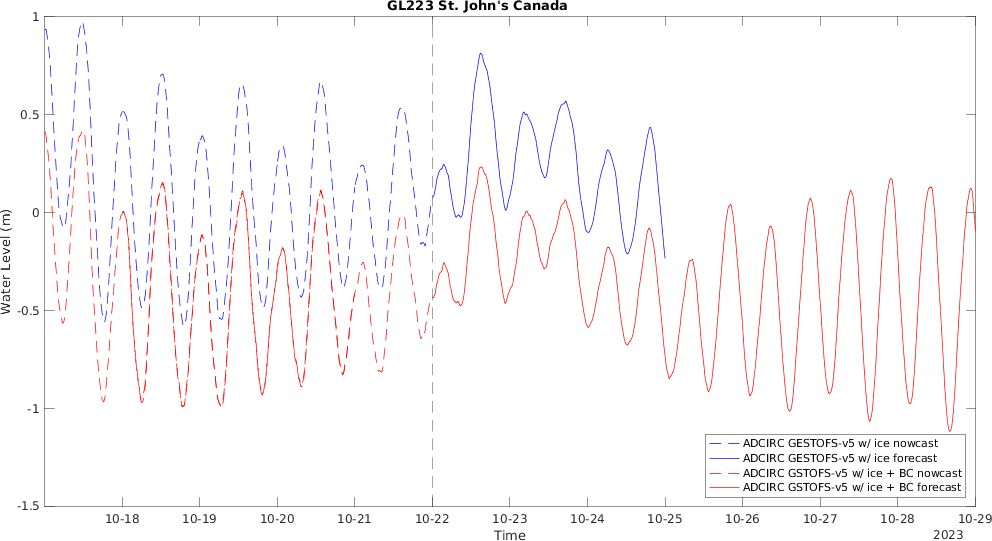 GL223 St. John's Canada
Water Level (m)
1
0.5
0
-0.5
-1
-1.5
ADCIRC GESTOFS-v5 w/ ice nowcast
ADCIRC GESTOFS-v5 w/ ice forecast
ADCIRC GSTOFS-v5 w/ ice + BC nowcast
ADCIRC GSTOFS-v5 w/ ice + BC forecast
10-18 10-19 10-20 10-21 10-22 10-23 10-24 10-25 10-26 10-27 10-28 10-29
Time
2023